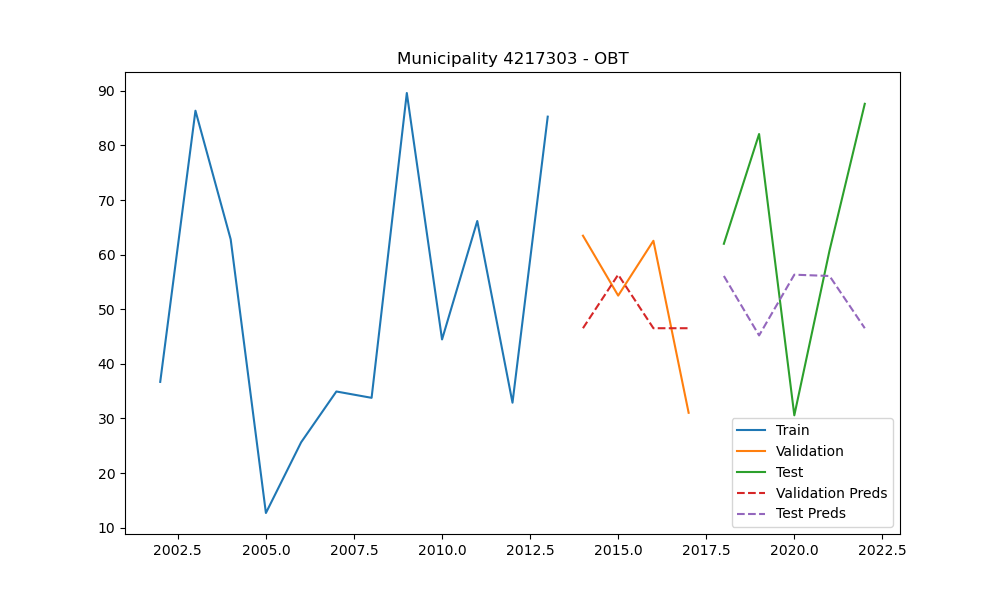 Municipality 4217303 - OBT
90
80
70
60
50
40
30
20
10
2002.5 2005.0 2007.5 2010.0 2012.5 2015.0 2017.5 2020.0 2022.5
Train
Validation
Test
Validation Preds
Test Preds